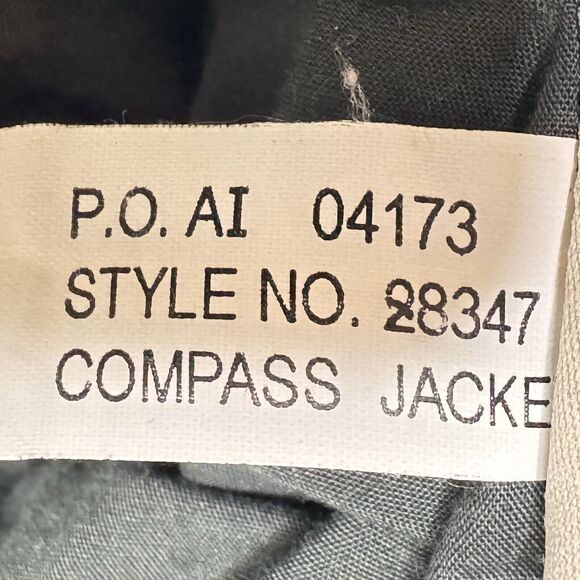 P.O. AI 04173
STYLE NO. 28347
COMPASS JACKE